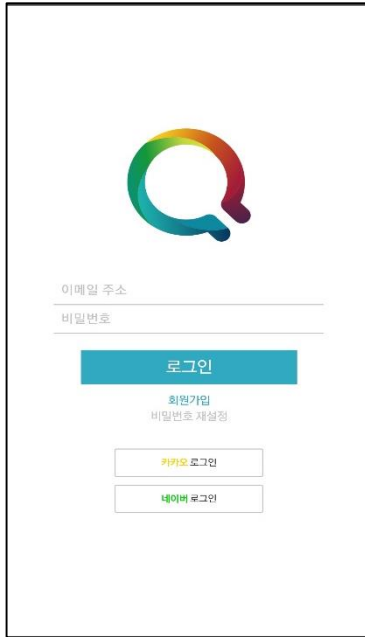 이메일 주소
비밀번호
로그인
회원가입
비밀번호 재설정
카카오 로그인
네이버 로그인